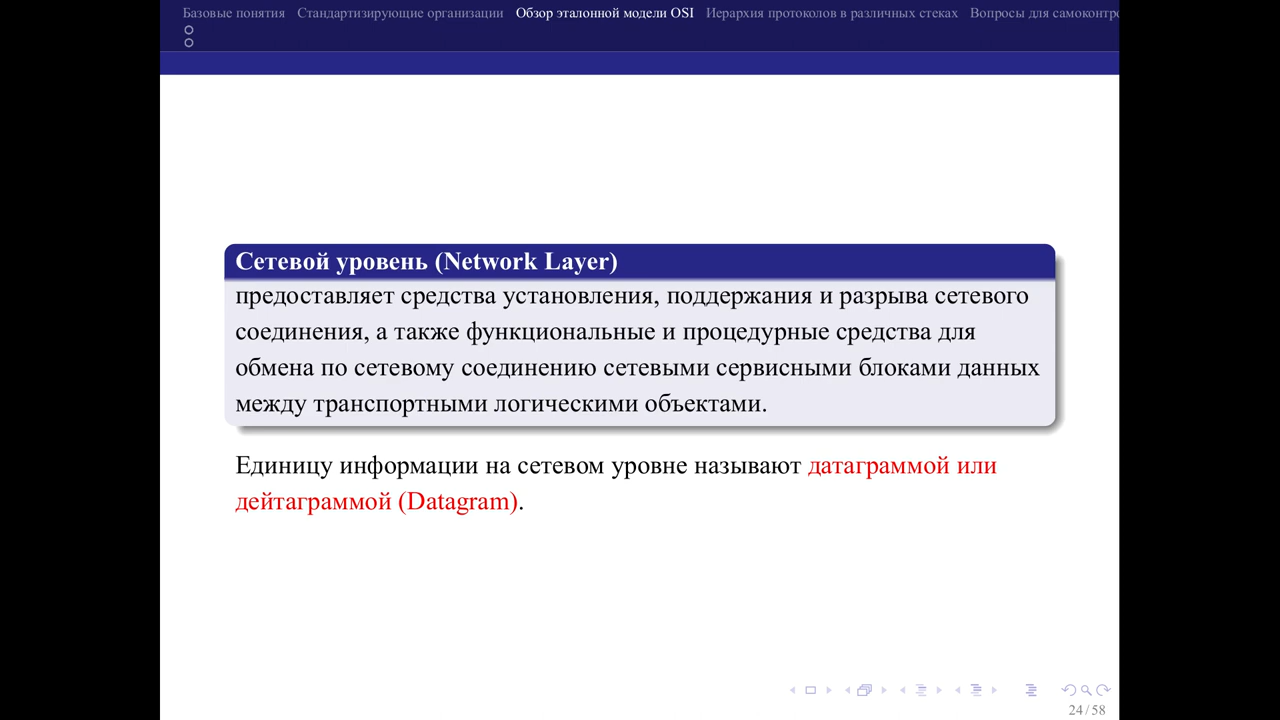 Базовые понятия Стандартизирующие организации Обзор эталонной модели OSI Иерархия протоколов в различных стеках Вопросы для самоконтро
Сетевой уровень (Network Layer)
предоставляет средства установления, поддержания и разрыва сетевого
соединения, а также функциональные и процедурные средства для
обмена по сетевому соединению сетевыми сервисными блоками данных
между транспортными логическими объектами.
Единицу информации на сетевом уровне называют датаграммой или
дейтаграммой (Datagram).
24 / 58